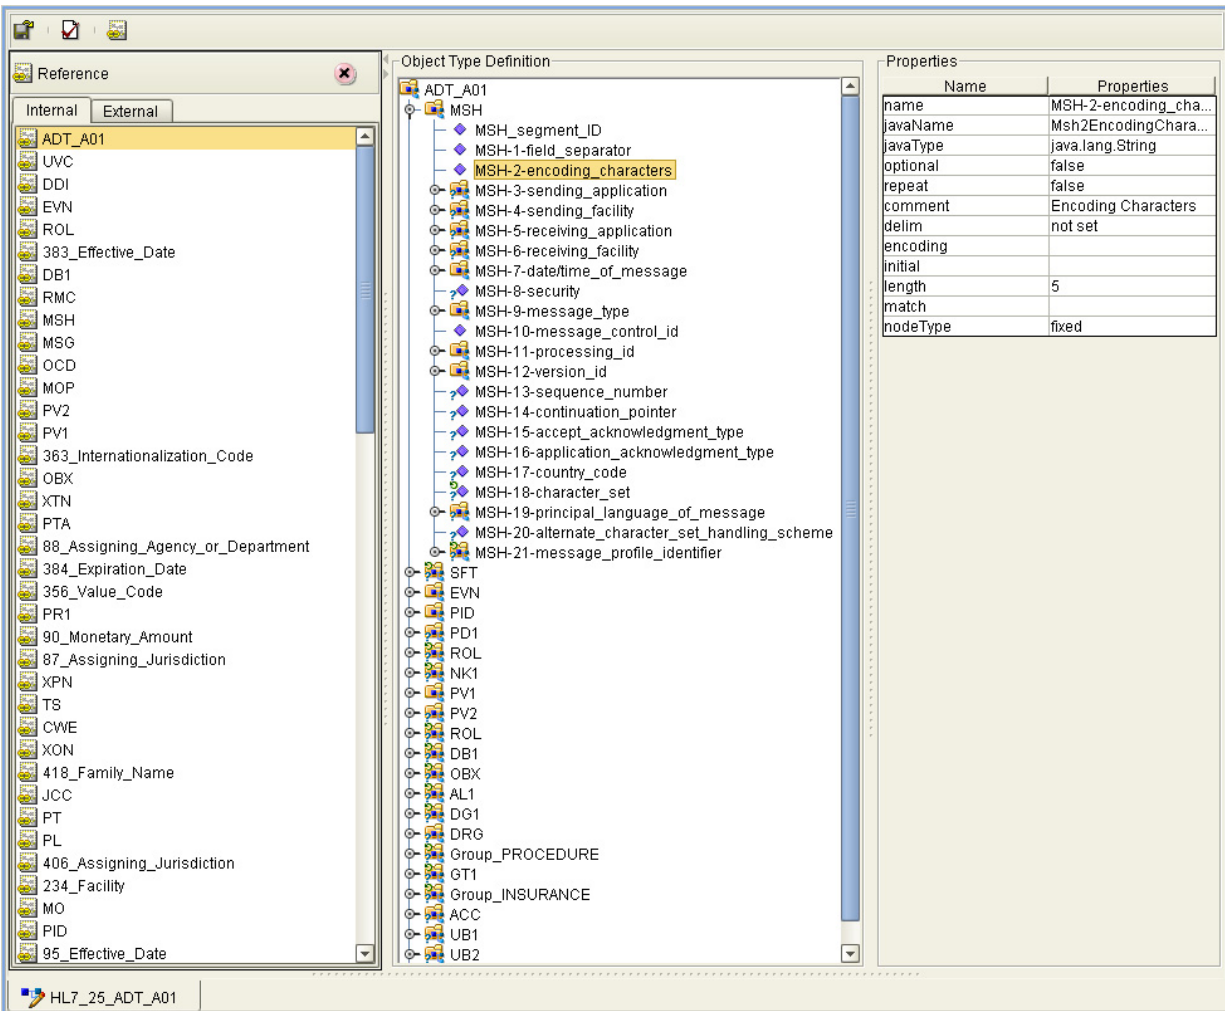 Reference
Internal External
ADT_A01
UVC
DDI
EVN
ROL
383_Effective_Date
DB1
RMC
MSH
MSG
OCD
MOP
PV2
PV1
363_Internationalization_Code
OBX
XTN
PTA
88_Assigning_Agency_or_Department
384_Expiration_Date
356_Value_Code
PR1
90_Monetary_Amount
87_Assigning_Jurisdiction
XPN
TS
CWE
XON
418_Family_Name
JCC
PT
PL
406_Assigning_Jurisdiction
234_Facility
MO
PID
95_Effective_Date
Object Type Definition
ADT_A01
MSH
MSH_segment_ID
MSH-1-field_separator
MSH-2-encoding_characters
MSH-3-sending_application
MSH-4-sending_facility
MSH-5-receiving_application
MSH-6-receiving_facility
MSH-7-date/time_of_message
MSH-8-security
MSH-9-message_type
MSH-10-message_control_id
MSH-11-processing_id
MSH-12-version_id
MSH-13-sequence_number
MSH-14-continuation_pointer
MSH-15-accept_acknowledgment_type
MSH-16-application_acknowledgment_type
MSH-17-country_code
MSH-18-character_set
MSH-19-principal_language_of_message
MSH-20-alternate_character_set_handling_scheme
MSH-21-message_profile_identifier
SFT
EVN
PID
PD1
ROL
NK1
PV1
PV2
ROL
DB1
OBX
AL1
DG1
DRG
Group_PROCEDURE
GT1
Group_INSURANCE
ACC
UB1
UB2
Properties
Name Properties
name MSH-2-encoding_cha...
javaName Msh2EncodingChara...
javaType java.lang.String
optional false
repeat false
comment Encoding Characters
delim not set
encoding
initial
length 5
match
nodeType fixed
HL7_25_ADT_A01